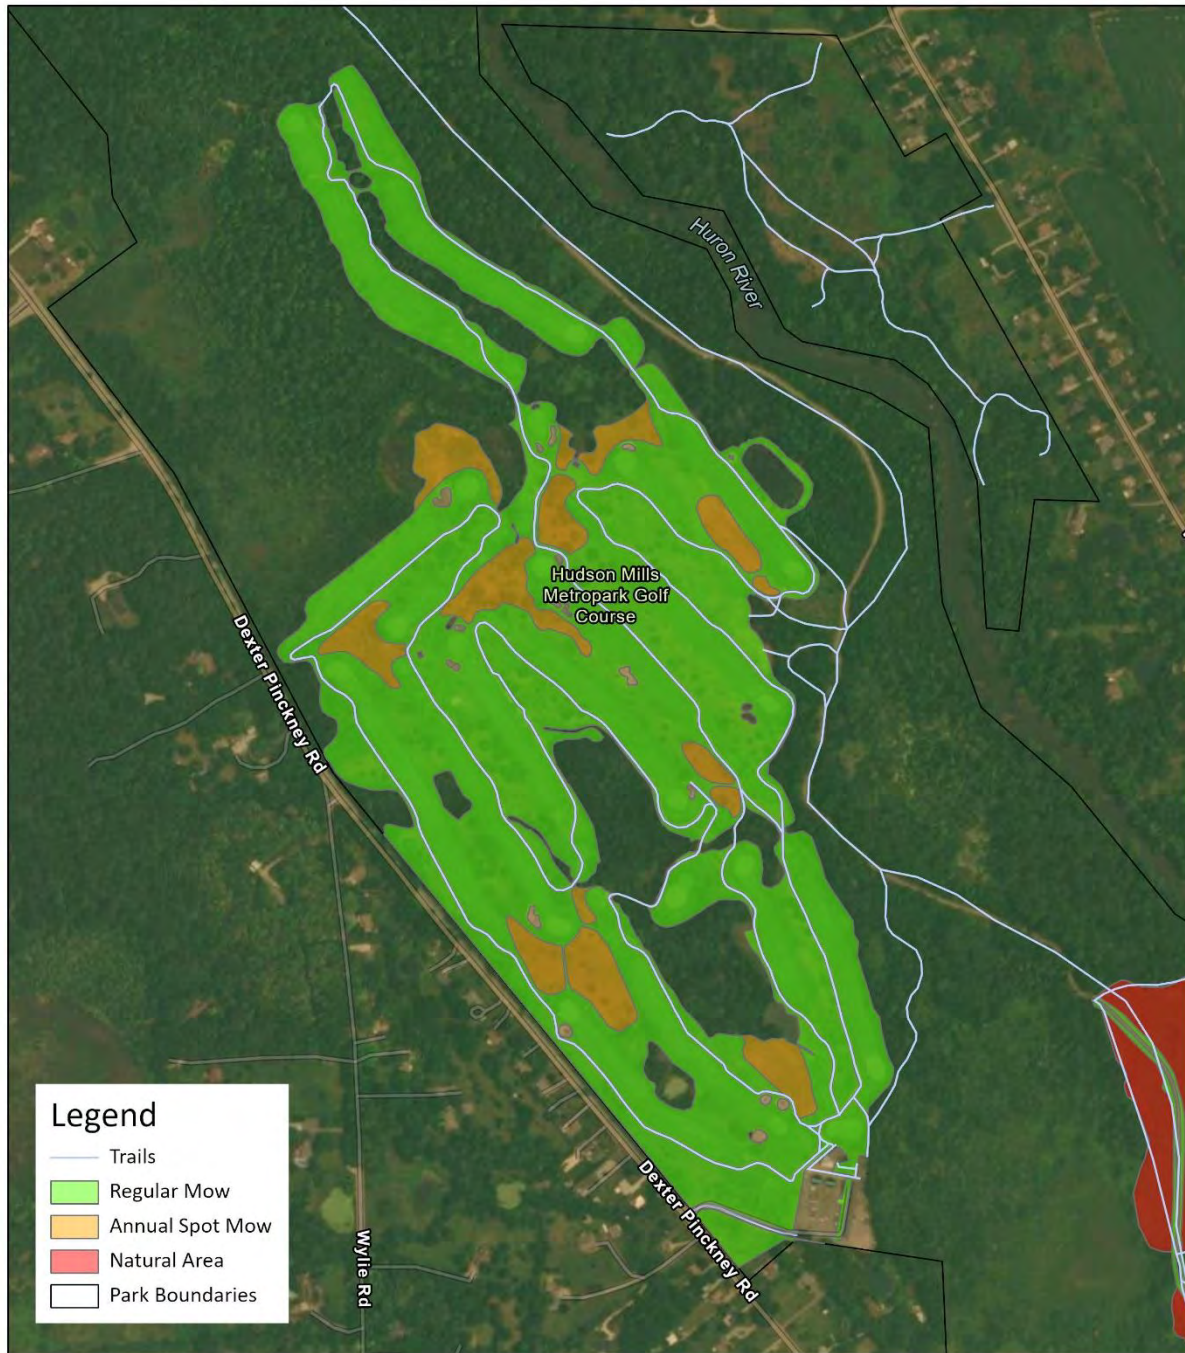 Huron River
Hudson Mills
Metropark Golf
Course
Dexter Pinckney Rd
Dexter Pinckney Rd
Wylie Rd
Legend
Trails
Regular Mow
Annual Spot Mow
Natural Area
Park Boundaries